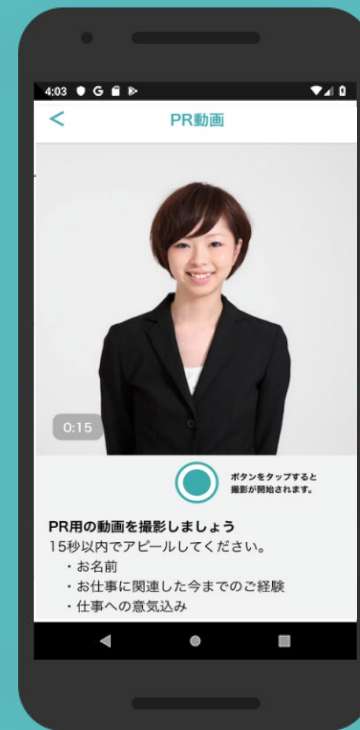 4:03
G
<
PR動画
0:15
ボタンをタップすると
撮影が開始されます。
PR用の動画を撮影しましょう
15秒以内でアピールしてください。
・お名前
・お仕事に関連した今までのご経験
・仕事への意気込み